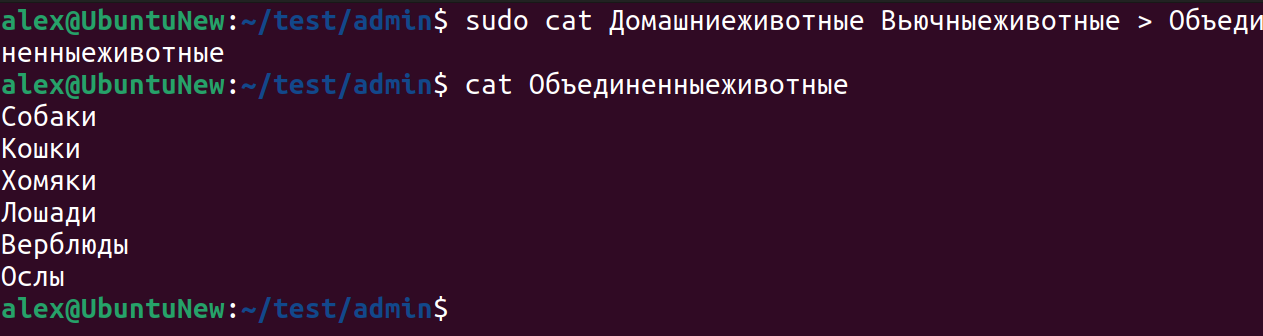 alex@UbuntuNew:~/test/admin$ sudo cat Домашниеживотные Вьючныеживотные > Объеди
ненныеживотные
alex@UbuntuNew:~/test/admin$ cat Объединенныеживотные
Собаки
Кошки
Хомяки
Лошади
Верблюды
Ослы
alex@UbuntuNew:~/test/admin$